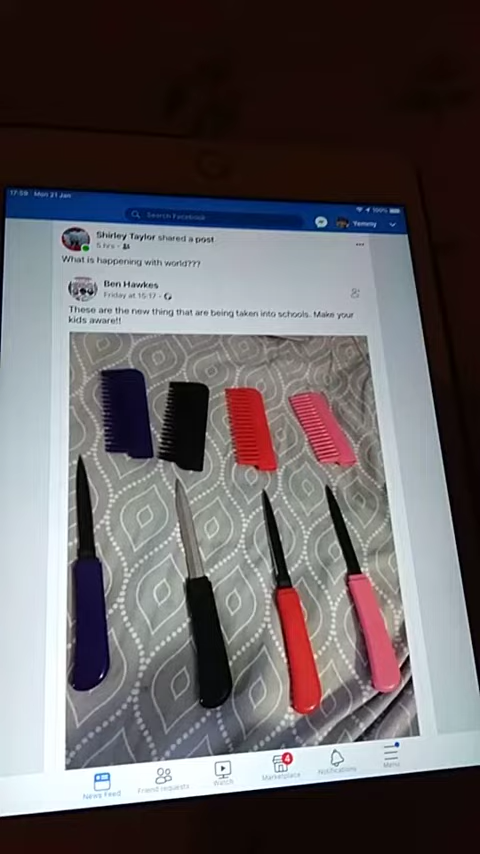 17:59 Mon 21 Jan
100%
Search Facebook
Yemmy
Shirley Taylor shared a post
5 hrs
What is happening with world???
Ben Hawkes
Friday at 15:17
These are the new thing that are being taken into schools. Make your
kids aware!!
4
News Feed
Friend requests
Watch
Marketplace
Notifications
Menu